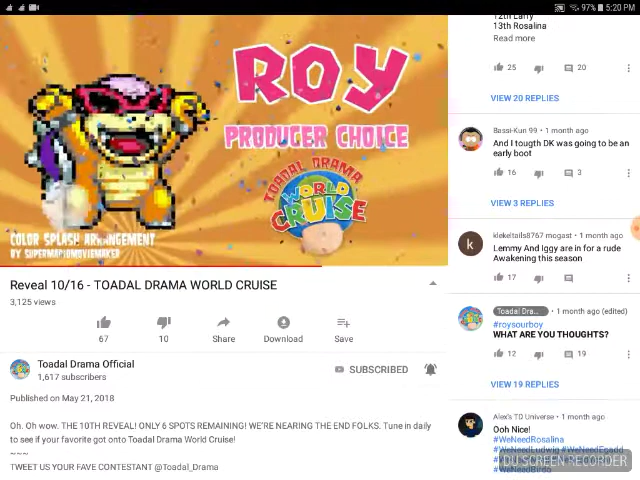 97% 5:20 PM
ROY
PRODUCER CHOICE
TOADAL DRAMA
WORLD
CRUISE
COLOR SPLASH ARRANGEMENT
BY SUPERMARIOMOVIEMAKER
Reveal 10/16 - TOADAL DRAMA WORLD CRUISE
3,125 views
67 10 Share Download Save
Toadal Drama Official
1,617 subscribers
SUBSCRIBED
Published on May 21, 2018
Oh. Oh wow. THE 10TH REVEAL! ONLY 6 SPOTS REMAINING! WE'RE NEARING THE END FOLKS. Tune in daily
to see if your favorite got onto Toadal Drama World Cruise!
~~~
TWEET US YOUR FAVE CONTESTANT @Toadal_Drama
12th Larry
13th Rosalina
Read more
25 20
VIEW 20 REPLIES
Bassi-Kun 99 • 1 month ago
And I tougth DK was going to be an
early boot
16 3
VIEW 3 REPLIES
k
klekeltails8767 mogast • 1 month ago
Lemmy And Iggy are in for a rude
Awakening this season
17
Toadal Dra... • 1 month ago (edited)
#roysourboy
WHAT ARE YOU THOUGHTS?
12 19
VIEW 19 REPLIES
Alex's TD Universe • 1 month ago
Ooh Nice!
#WeNeedRosalina
#WeNeedLudwig #WeNeedEgadd
DU SCREEN RECORDER
#WeNeedBirdo